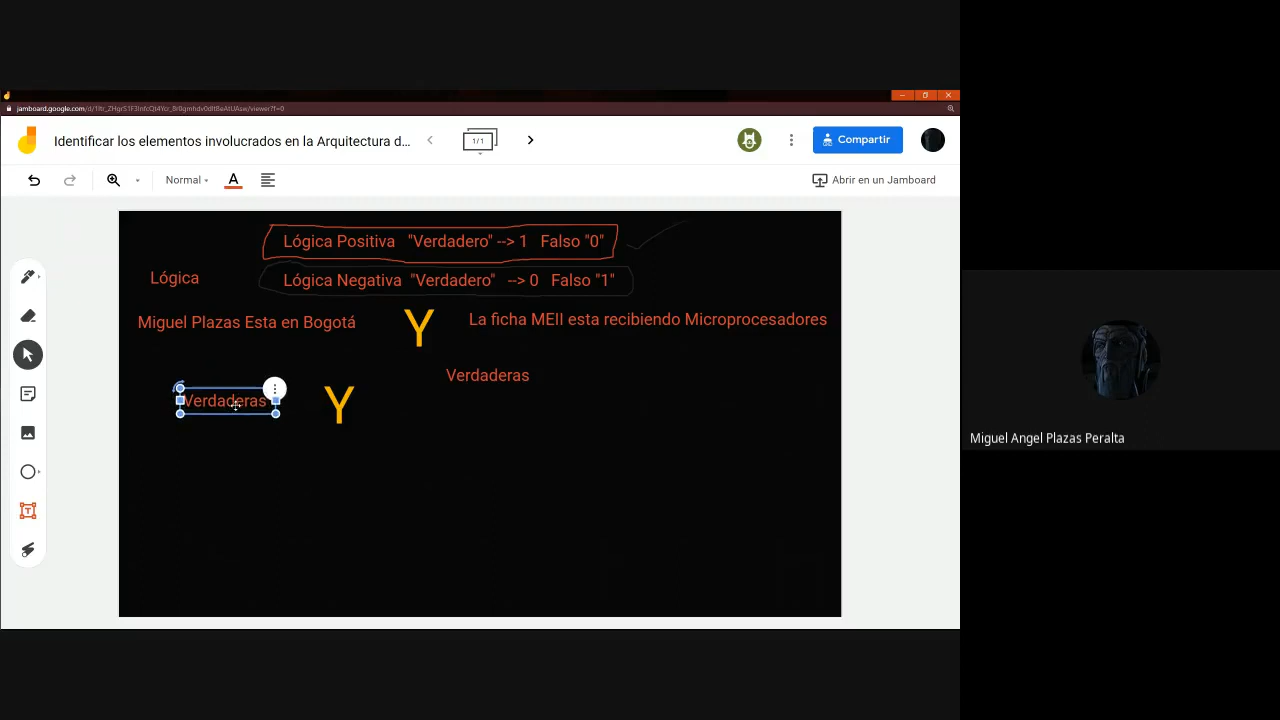 Identificar los elementos involucrados en la Arquitectura d...
1/1
Compartir
Normal
A
Abrir en un Jamboard
Lógica Positiva "Verdadero" --> 1 Falso "0"
Lógica
Lógica Negativa "Verdadero" --> 0 Falso "1"
Miguel Plazas Esta en Bogotá
Y
La ficha MEII esta recibiendo Microprocesadores
Verdaderas
Verdaderas
Y
T
Miguel Angel Plazas Peralta